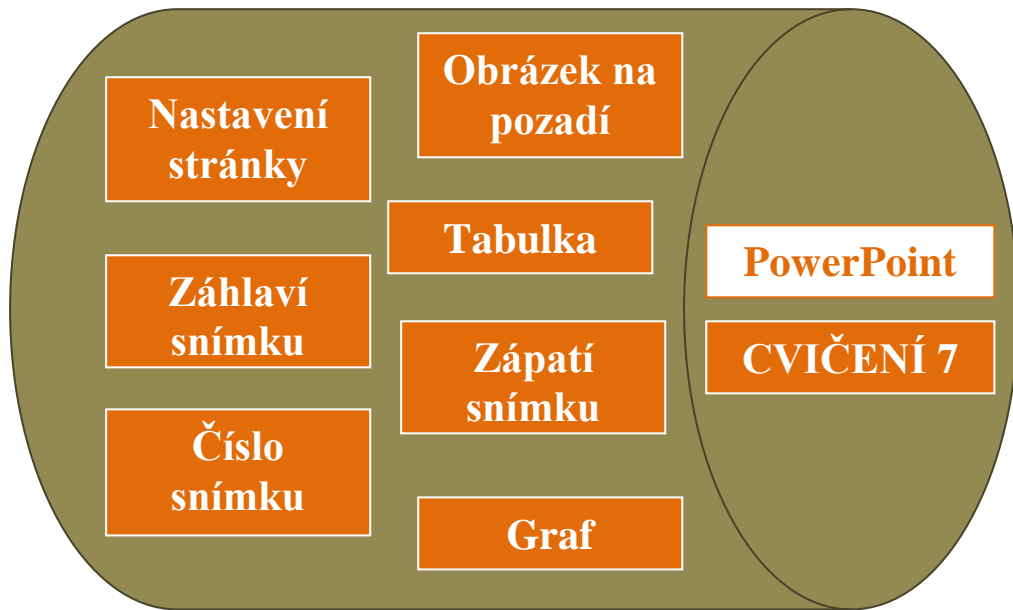 Nastavení
stránky
Záhlaví
snímku
Číslo
snímku
Obrázek na
pozadí
Tabulka
Zápatí
snímku
Graf
PowerPoint
CVIČENÍ 7